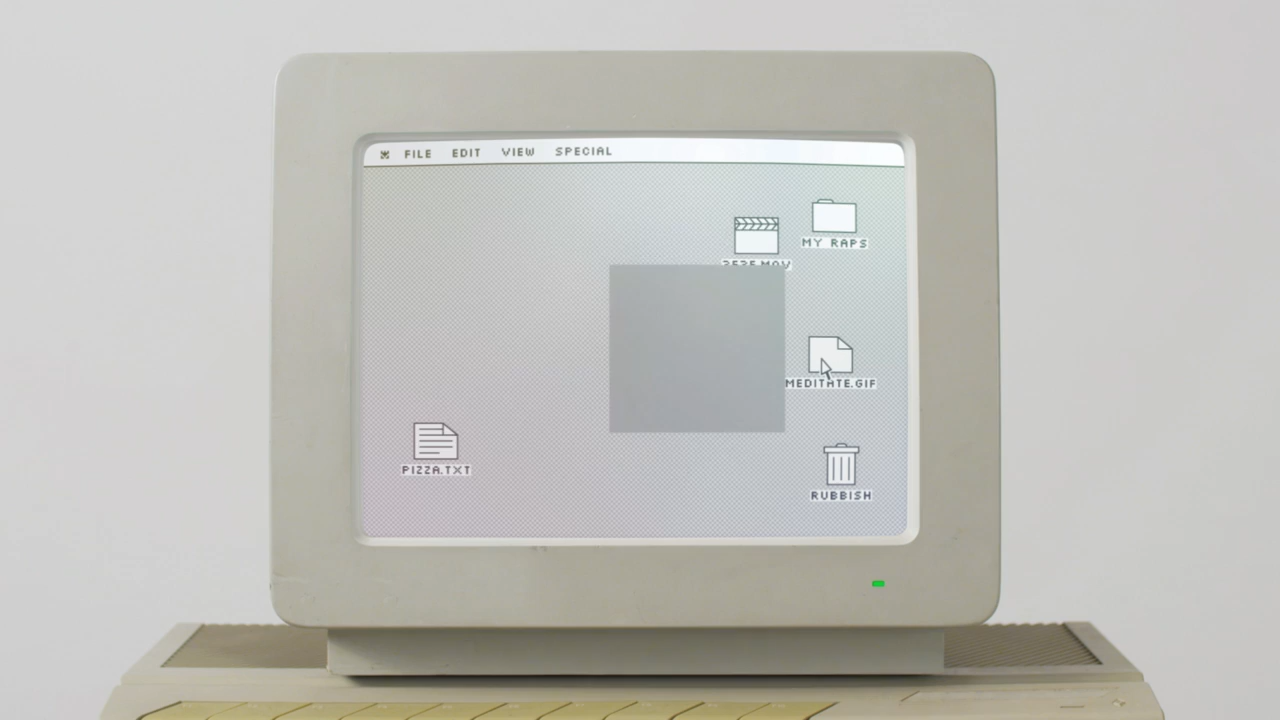 FILE EDIT VIEW SPECIAL
MY RAPS
MEDITATE.GIF
PIZZA.TXT
RUBBISH